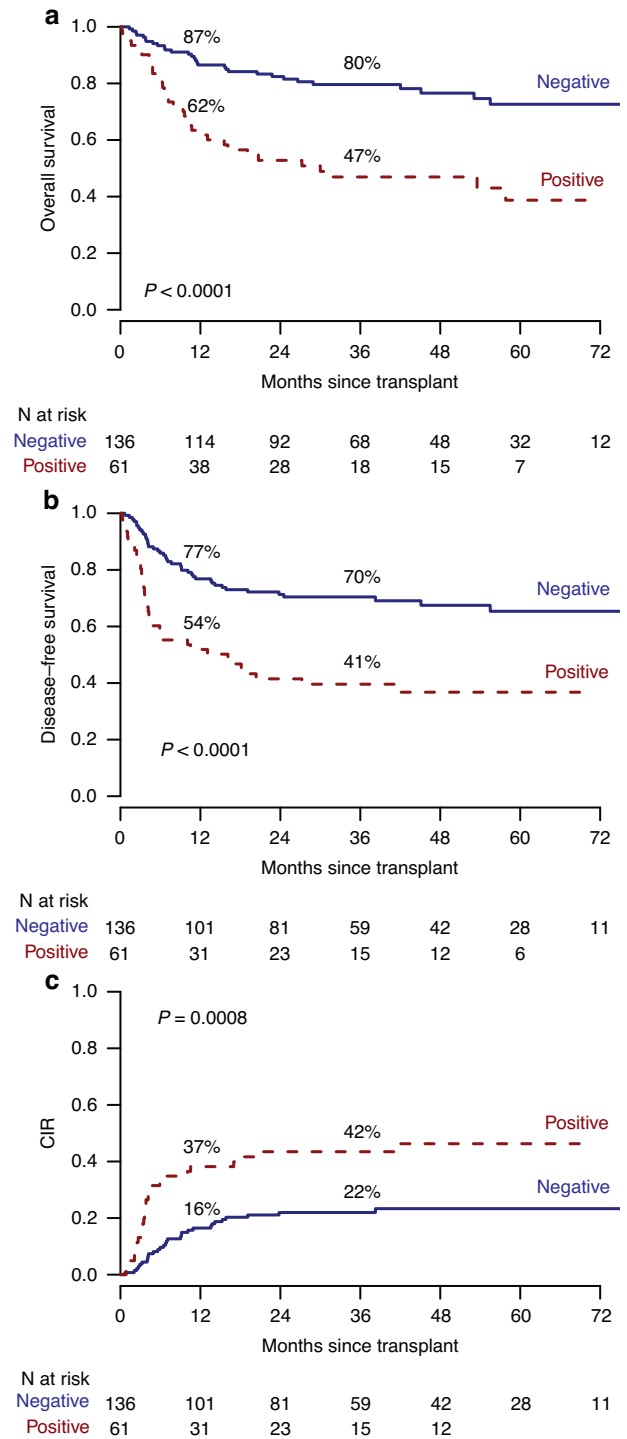 a
Overall survival
1.0
0.8
0.6
0.4
0.2
0.0
87%
80%
Negative
62%
47%
Positive
P < 0.0001
0 12 24 36 48 60 72
Months since transplant
N at risk
Negative 136 114 92 68 48 32 12
Positive 61 38 28 18 15 7
b
Disease–free survival
1.0
0.8
0.6
0.4
0.2
0.0
77%
70%
Negative
54%
41%
Positive
P < 0.0001
0 12 24 36 48 60 72
Months since transplant
N at risk
Negative 136 101 81 59 42 28 11
Positive 61 31 23 15 12 6
c
CIR
1.0
0.8
0.6
0.4
0.2
0.0
P = 0.0008
37%
42%
Positive
16%
22%
Negative
0 12 24 36 48 60 72
Months since transplant
N at risk
Negative 136 101 81 59 42 28 11
Positive 61 31 23 15 12